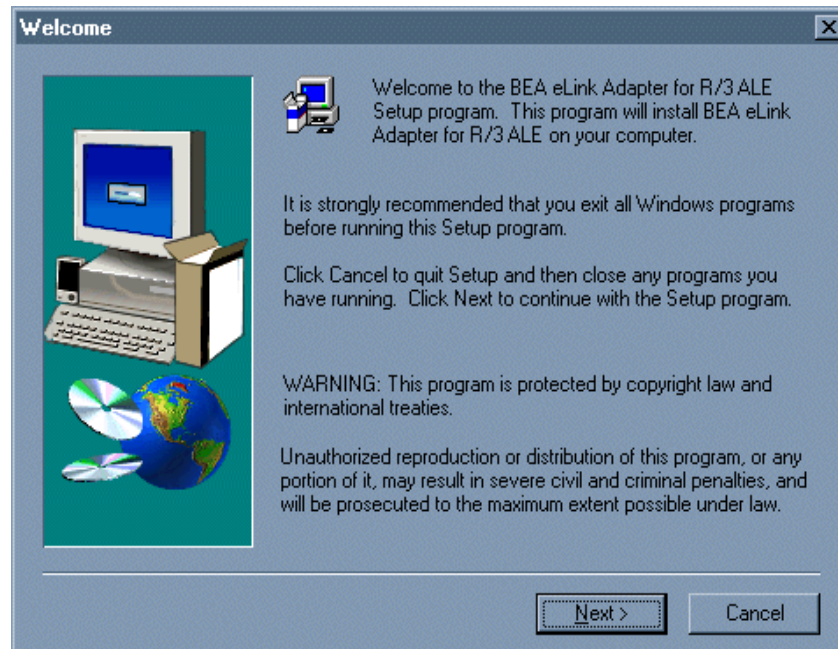 Welcome
Welcome to the BEA eLink Adapter for R/3 ALE
Setup program. This program will install BEA eLink
Adapter for R/3 ALE on your computer.
It is strongly recommended that you exit all Windows programs
before running this Setup program.
Click Cancel to quit Setup and then close any programs you
have running. Click Next to continue with the Setup program.
WARNING: This program is protected by copyright law and
international treaties.
Unauthorized reproduction or distribution of this program, or any
portion of it, may result in severe civil and criminal penalties, and
will be prosecuted to the maximum extent possible under law.
Next >
Cancel